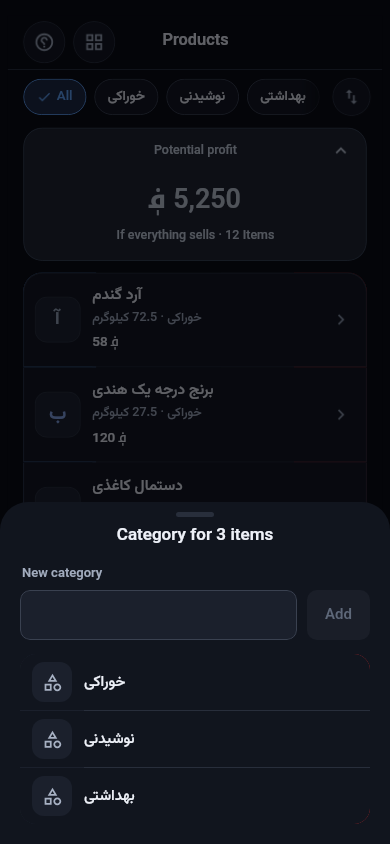 Products
All
خوراکی
نوشیدنی
بهداشتی
Potential profit
؋ 5,250
If everything sells · 12 Items
آ
آرد گندم
خوراکی · 72.5 کیلوگرم
58 ؋
ب
برنج درجه یک هندی
خوراکی · 27.5 کیلوگرم
120 ؋
دستمال کاغذی
Category for 3 items
New category
Add
خوراکی
نوشیدنی
بهداشتی